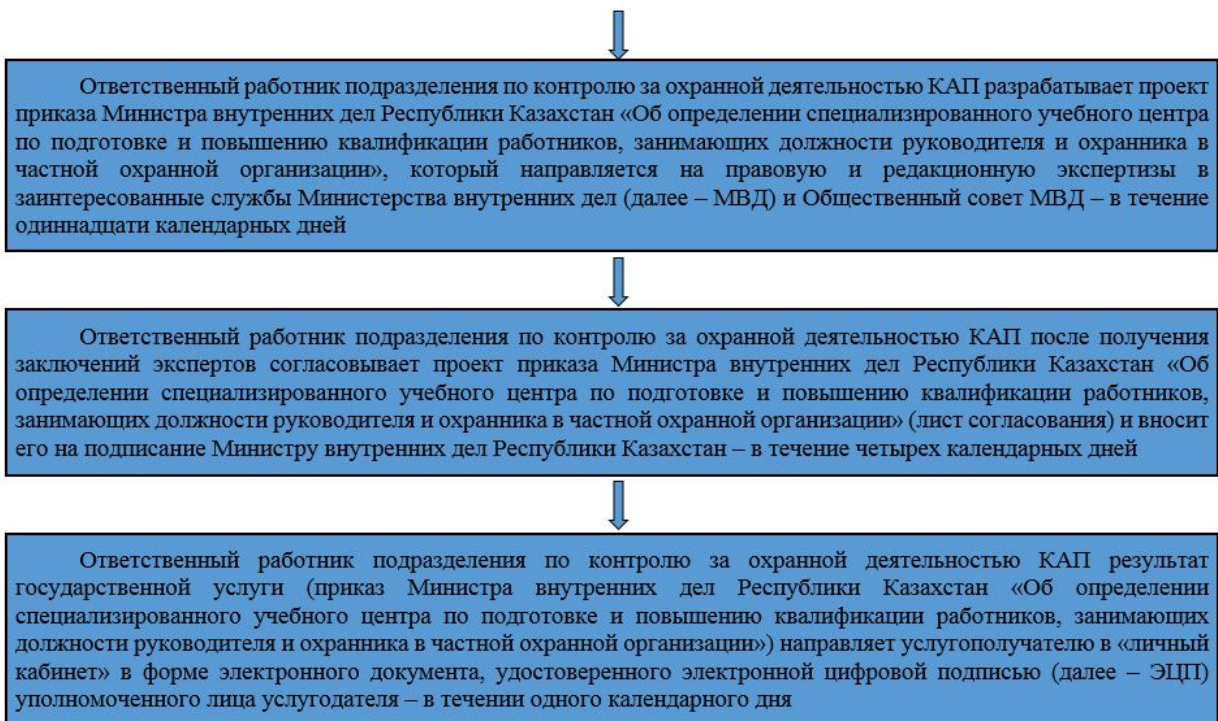 Ответственный работник подразделения по контролю за охранной деятельностью КАП разрабатывает проект
приказа Министра внутренних дел Республики Казахстан «Об определении специализированного учебного центра
по подготовке и повышению квалификации работников, занимающих должности руководителя и охранника в
частной охранной организации», который направляется на правовую и редакционную экспертизы в
заинтересованные службы Министерства внутренних дел (далее – МВД) и Общественный совет МВД – в течение
одиннадцати календарных дней
Ответственный работник подразделения по контролю за охранной деятельностью КАП после получения
заключений экспертов согласовывает проект приказа Министра внутренних дел Республики Казахстан «Об
определении специализированного учебного центра по подготовке и повышению квалификации работников,
занимающих должности руководителя и охранника в частной охранной организации» (лист согласования) и вносит
его на подписание Министру внутренних дел Республики Казахстан – в течение четырех календарных дней
Ответственный работник подразделения по контролю за охранной деятельностью КАП результат
государственной услуги (приказ Министра внутренних дел Республики Казахстан «Об определении
специализированного учебного центра по подготовке и повышению квалификации работников, занимающих
должности руководителя и охранника в частной охранной организации») направляет услугополучателю в «личный
кабинет» в форме электронного документа, удостоверенного электронной цифровой подписью (далее – ЭЦП)
уполномоченного лица услугодателя – в течении одного календарного дня